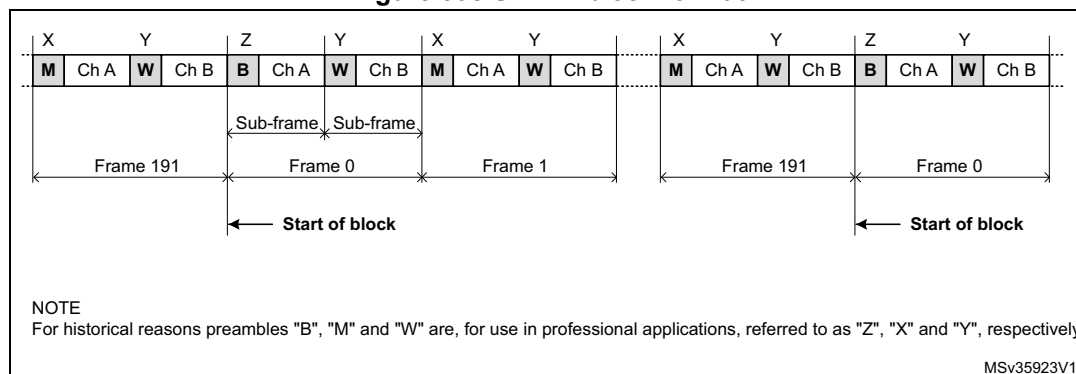 X Y Z Y X Y X Y Z Y
M Ch A W Ch B B Ch A W Ch B M Ch A W Ch B M Ch A W Ch B B Ch A W Ch B
Sub-frame Sub-frame
Frame 191 Frame 0 Frame 1 Frame 191 Frame 0
Start of block Start of block
NOTE
For historical reasons preambles "B", "M" and "W" are, for use in professional applications, referred to as "Z", "X" and "Y", respectively
MSv35923V1